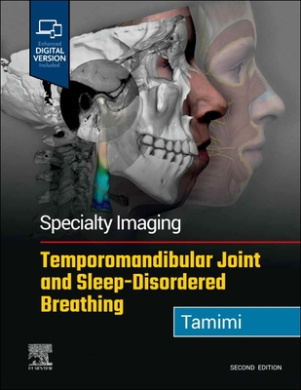 Enhanced
DIGITAL
VERSION
Included
Specialty Imaging
Temporomandibular Joint
and Sleep-Disordered
Breathing
Tamimi
ELSEVIER
SECOND EDITION